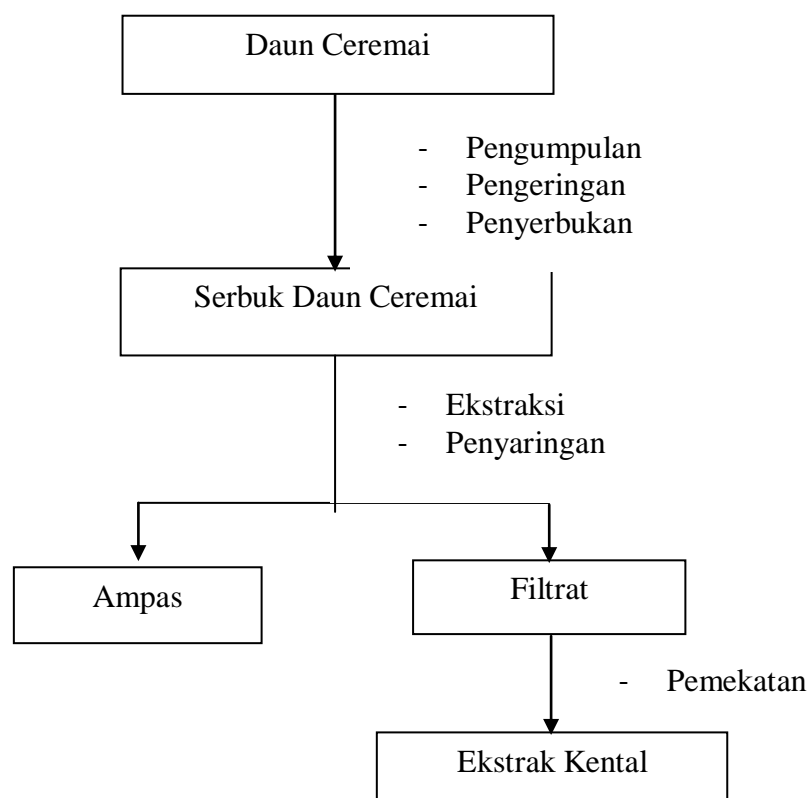 Daun Ceremai
- Pengumpulan
- Pengeringan
- Penyerbukan
Serbuk Daun Ceremai
- Ekstraksi
- Penyaringan
Ampas
Filtrat
- Pemekatan
Ekstrak Kental